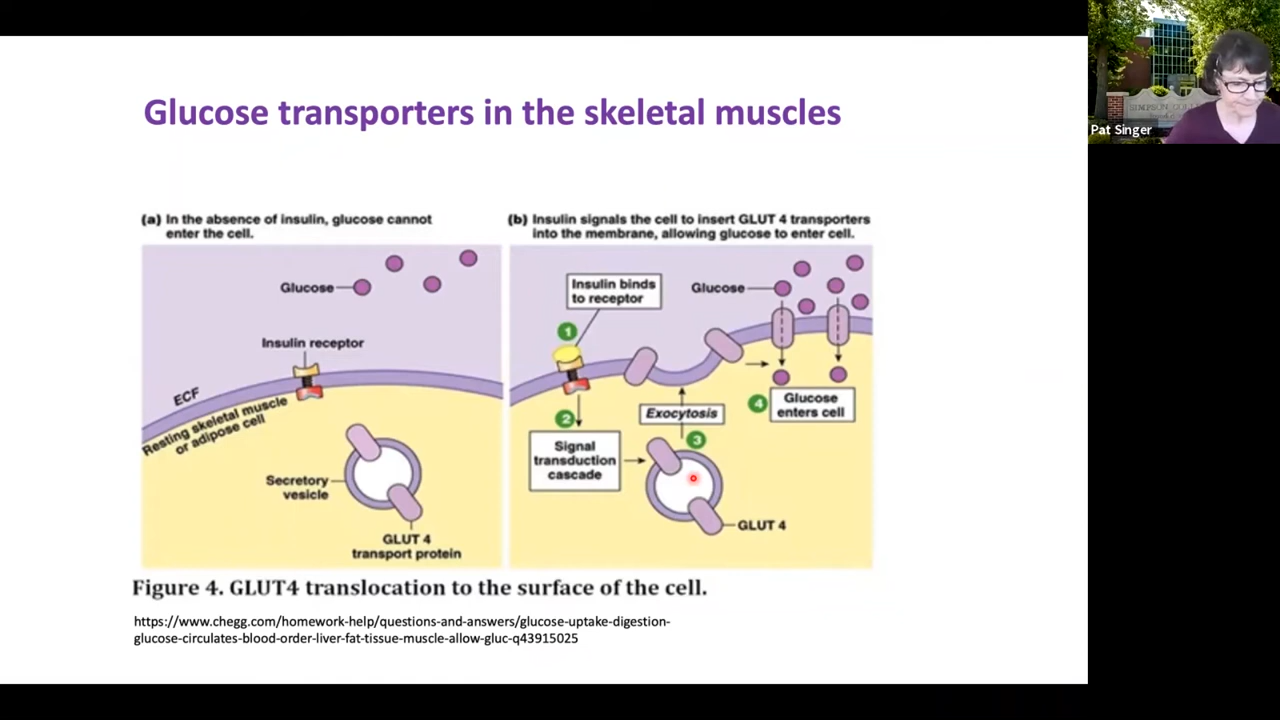 Glucose transporters in the skeletal muscles
Pat Singer
(a) In the absence of insulin, glucose cannot
enter the cell.
Glucose
Insulin receptor
ECF
Resting skeletal muscle
or adipose cell
Secretory
vesicle
GLUT 4
transport protein
(b) Insulin signals the cell to insert GLUT 4 transporters
into the membrane, allowing glucose to enter cell.
Insulin binds
to receptor
Glucose
1
2
Signal
transduction
cascade
Exocytosis
3
4
Glucose
enters cell
GLUT 4
Figure 4. GLUT4 translocation to the surface of the cell.
https://www.chegg.com/homework-help/questions-and-answers/glucose-uptake-digestion-
glucose-circulates-blood-order-liver-fat-tissue-muscle-allow-gluc-q43915025